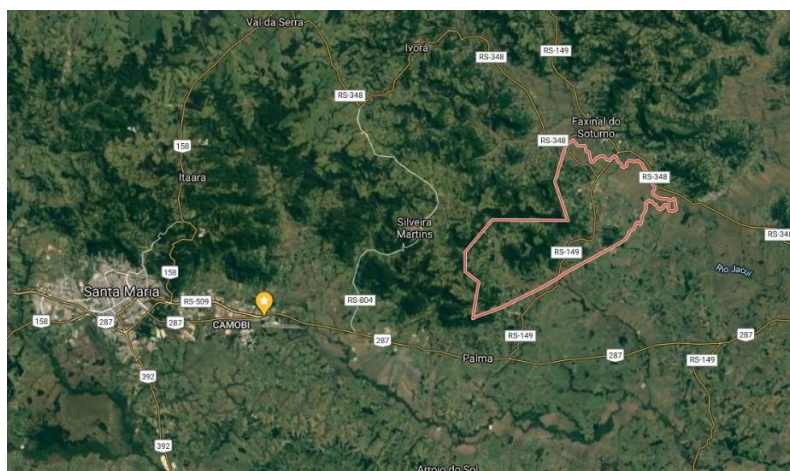 Val da Serra
Ivorá
RS-348
RS-149
RS-348
Faxinal do
Soturno
158
RS-348
Itaara
RS-348
Silveira
Martins
RS-348
RS-149
158
Rio Jacuí
Santa Maria
RS-509
RS-804
158
287
287
CAMOBI
RS-149
287
287
Palma
287
RS-149
392
392
Arroio do Sol